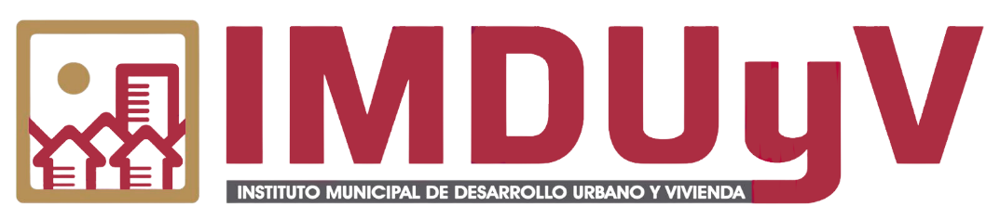 IMDUyV
INSTITUTO MUNICIPAL DE DESARROLLO URBANO Y VIVIENDA